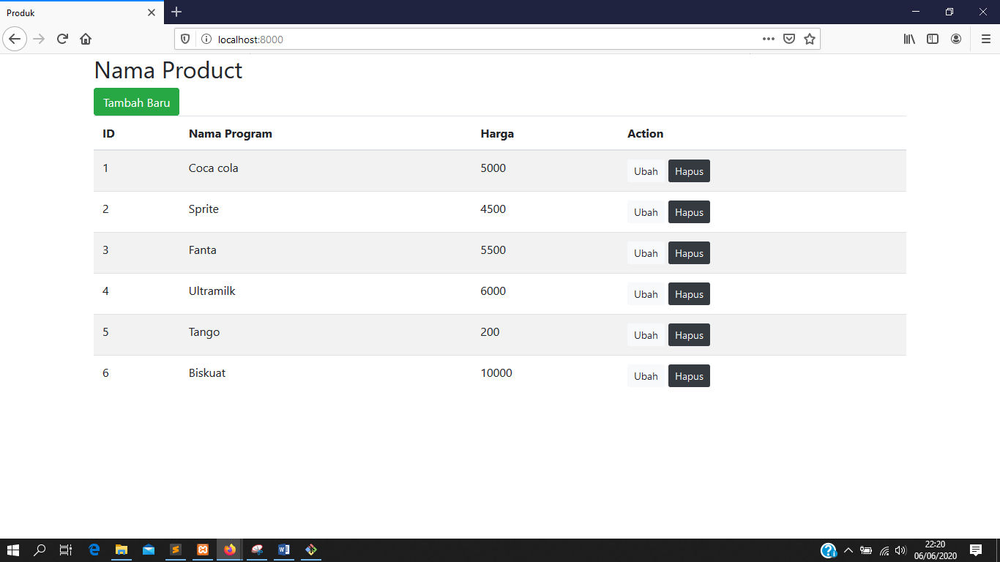 Produk
localhost:8000
Nama Product
Tambah Baru
ID Nama Program Harga Action
1 Coca cola 5000 Ubah Hapus
2 Sprite 4500 Ubah Hapus
3 Fanta 5500 Ubah Hapus
4 Ultramilk 6000 Ubah Hapus
5 Tango 200 Ubah Hapus
6 Biskuat 10000 Ubah Hapus
22:20
06/06/2020